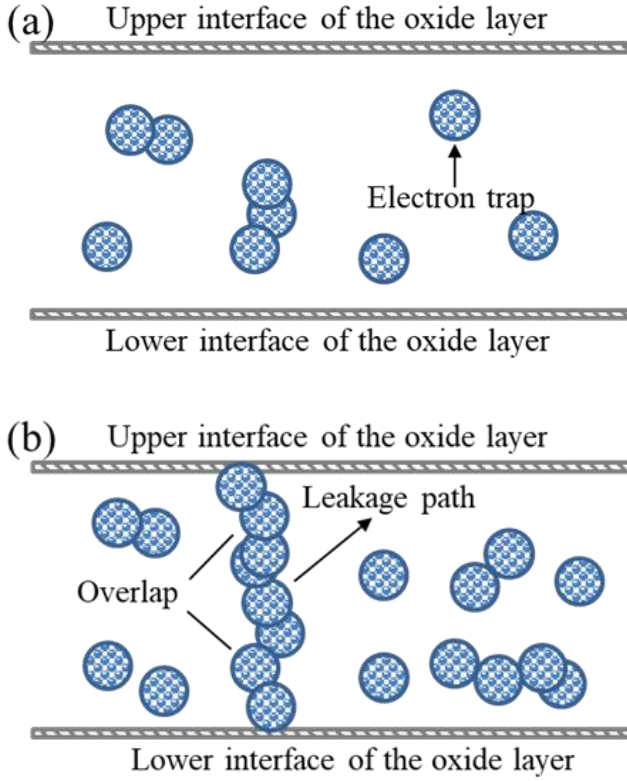 (a)
Upper interface of the oxide layer
Electron trap
Lower interface of the oxide layer
(b)
Upper interface of the oxide layer
Leakage path
Overlap
Lower interface of the oxide layer